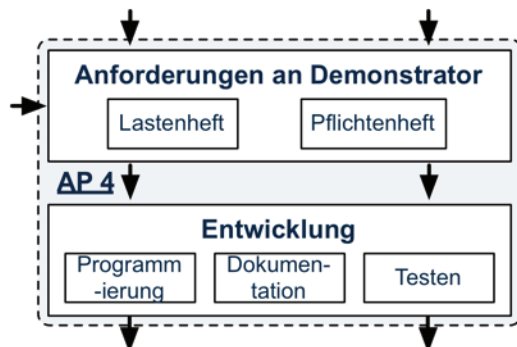 Anforderungen an Demonstrator
Lastenheft
Pflichtenheft
AP 4
Entwicklung
Programm
-ierung
Dokumen-
tation
Testen